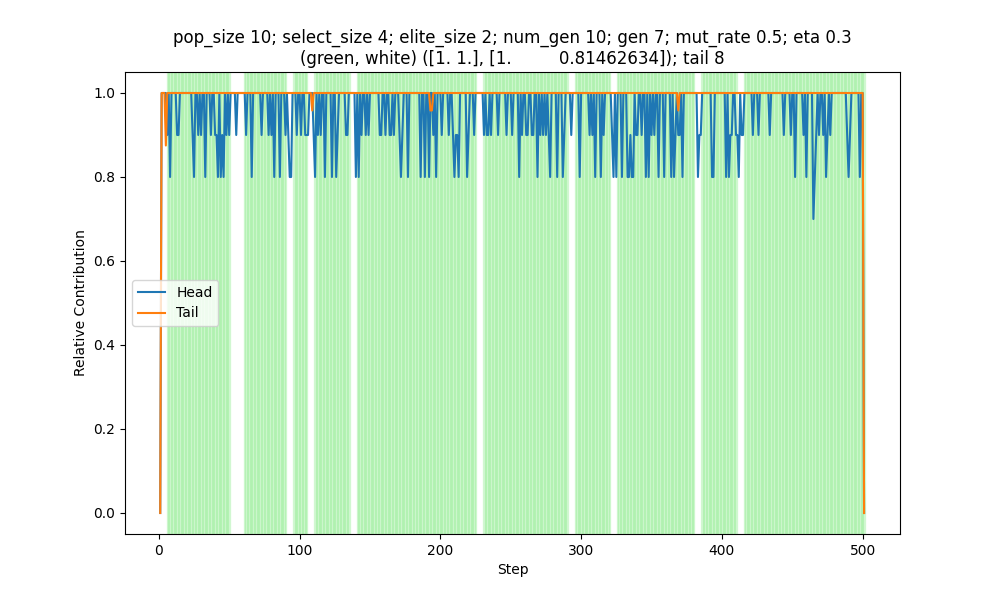 pop_size 10; select_size 4; elite_size 2; num_gen 10; gen 7; mut_rate 0.5; eta 0.3
(green, white) ([1. 1.], [1.          0.81462634]); tail 8
1.0
0.8
0.6
0.4
0.2
0.0
Relative Contribution
Head
Tail
0
100
200
300
400
500
Step